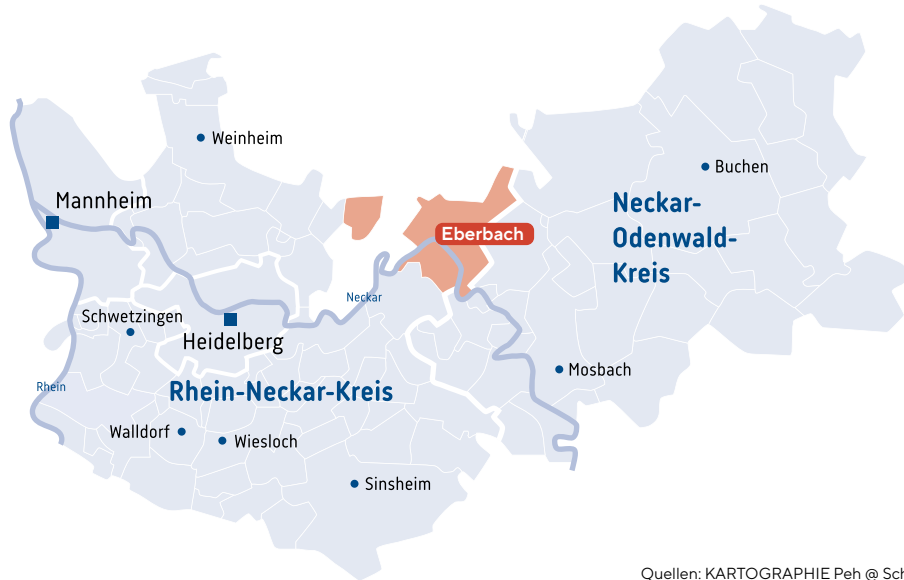 Weinheim
Buchen
Mannheim
Neckar-
Odenwald-
Kreis
Eberbach
Neckar
Schwetzingen
Heidelberg
Mosbach
Rhein
Rhein-Neckar-Kreis
Walldorf
Wiesloch
Sinsheim
Quellen: KARTOGRAPHIE Peh @ Sch